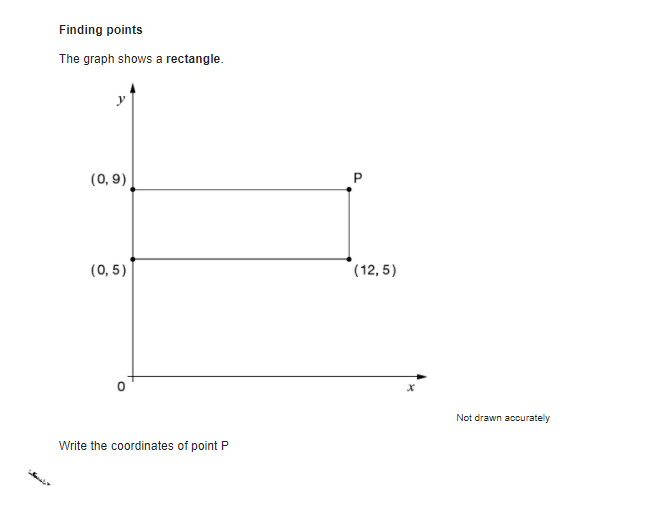 Finding points
The graph shows a rectangle.
y
(0, 9)
P
(0, 5)
(12, 5)
0
x
Not drawn accurately
Write the coordinates of point P